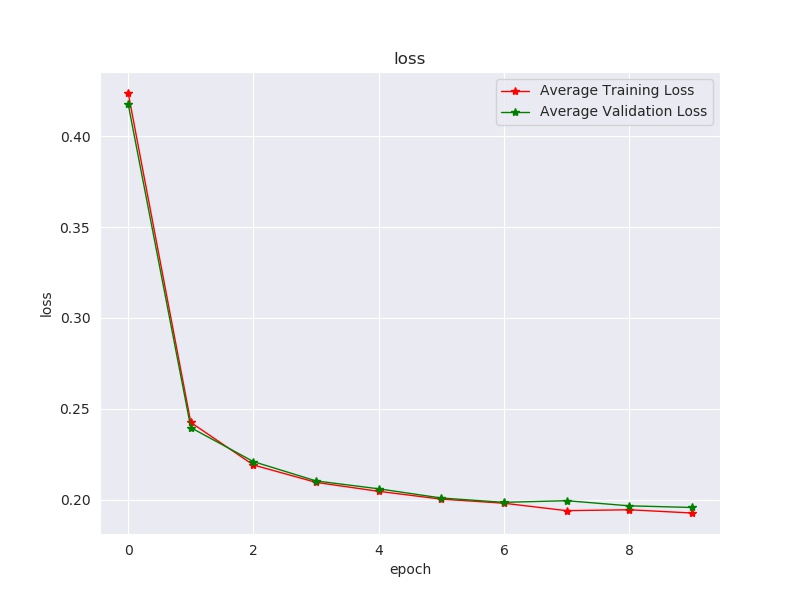 loss
Average Training Loss
Average Validation Loss
0.40
0.35
0.30
0.25
0.20
loss
0 2 4 6 8
epoch